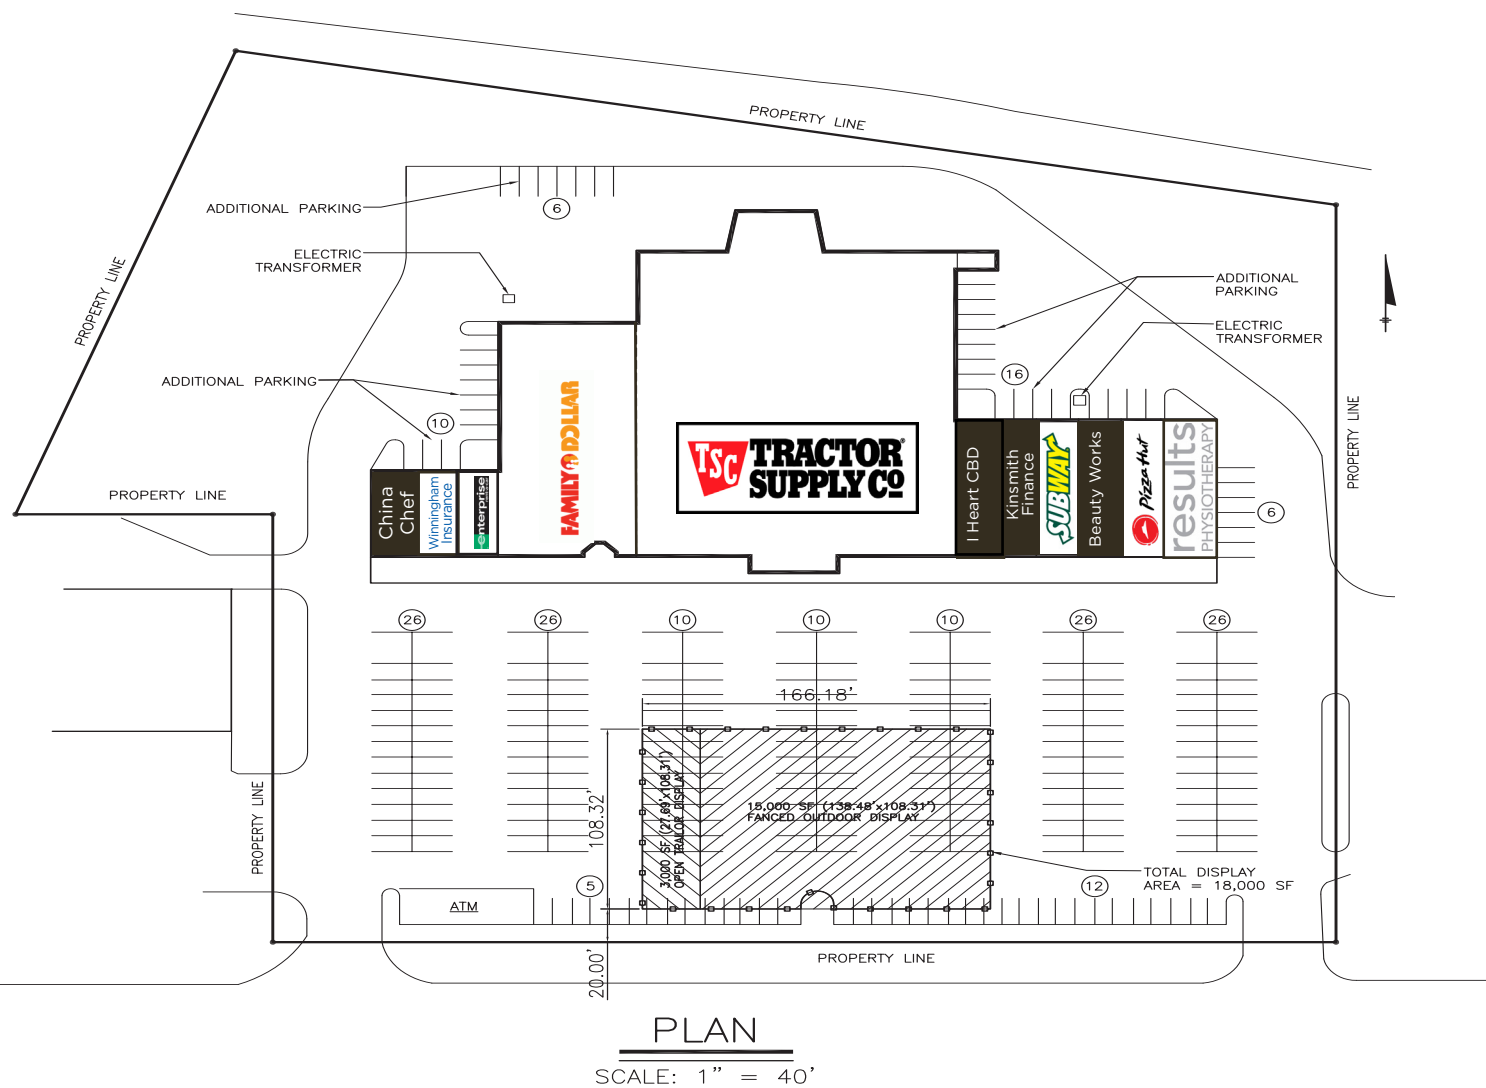 PROPERTY LINE
PROPERTY LINE
ADDITIONAL PARKING
6
ELECTRIC
TRANSFORMER
ADDITIONAL
PARKING
ELECTRIC
TRANSFORMER
16
ADDITIONAL PARKING
10
PROPERTY LINE
PROPERTY LINE
China
Chef
Winningham
Insurance
enterprise
FAMILY DOLLAR
TSC TRACTOR
SUPPLY CO
I Heart CBD
Kinsmith
Finance
SUBWAY
Beauty Works
Pizza Hut
results
PHYSIOTHERAPY
6
26
26
10
10
10
26
26
166.18'
108.32'
3,000 SF (27.69'x108.31')
OPEN TRAILOR DISPLAY
15,000 SF (138.48'x108.31')
FANCED OUTDOOR DISPLAY
PROPERTY LINE
TOTAL DISPLAY
AREA = 18,000 SF
ATM
5
12
20.00'
PROPERTY LINE
PLAN
SCALE: 1" = 40'